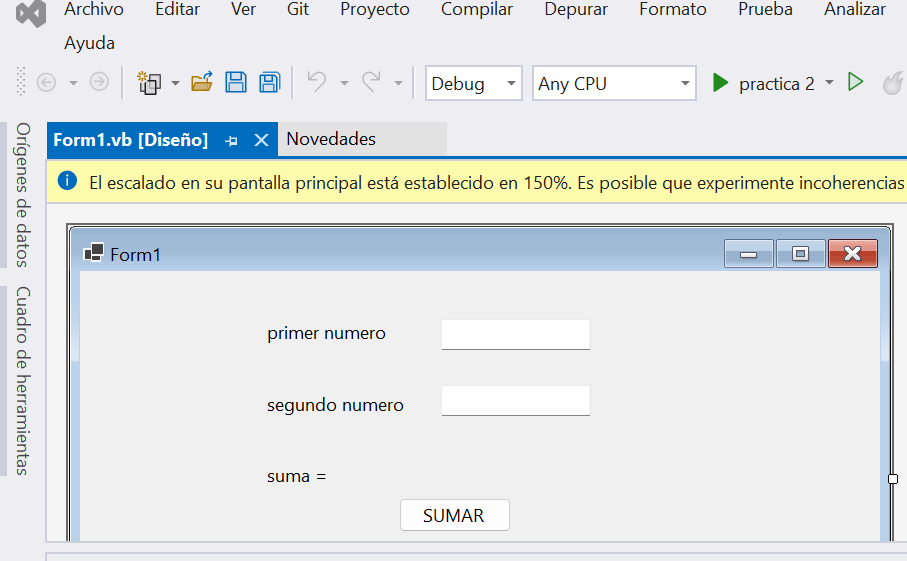 Archivo Editar Ver Git Proyecto Compilar Depurar Formato Prueba Analizar
Ayuda
Debug Any CPU practica 2
Orígenes de datos
Cuadro de herramientas
Form1.vb [Diseño] Novedades
El escalado en su pantalla principal está establecido en 150%. Es posible que experimente incoherencias
Form1
primer numero
segundo numero
suma =
SUMAR